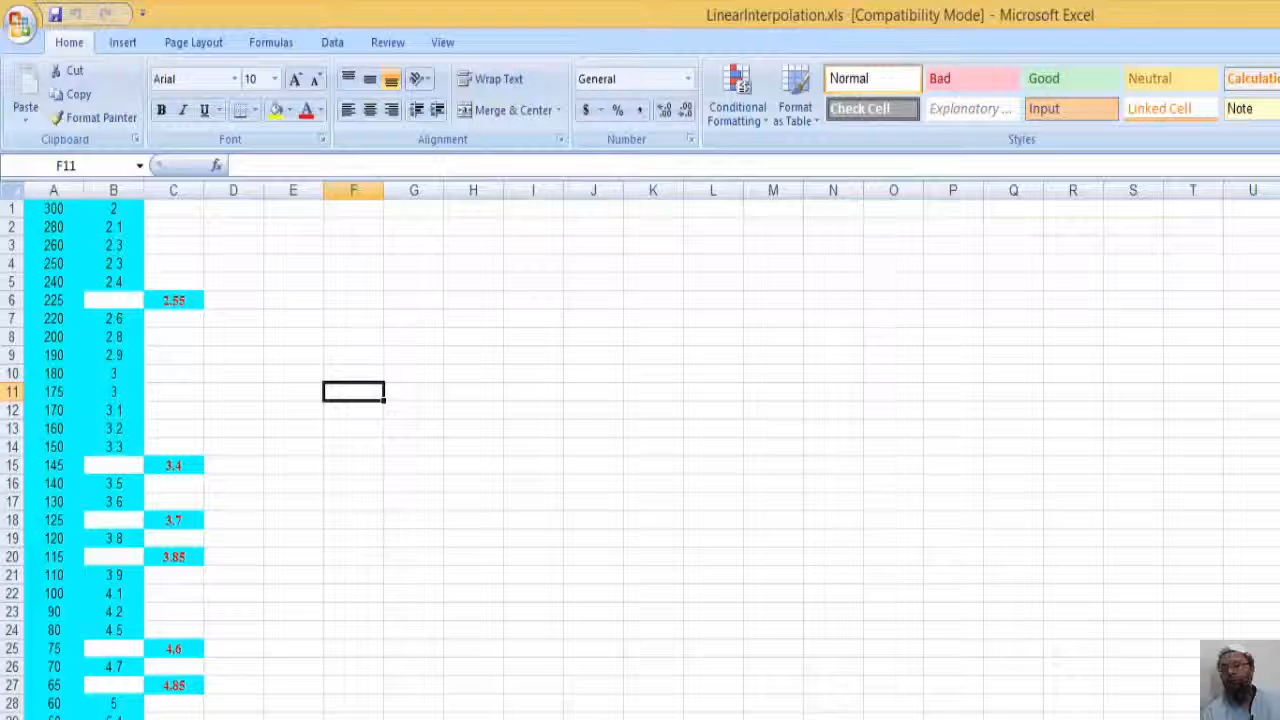 LinearInterpolation.xls [Compatibility Mode] - Microsoft Excel
Home Insert Page Layout Formulas Data Review View
Paste
Cut
Copy
Format Painter
Clipboard
Arial 10
B I U A
Font
Wrap Text
Merge & Center
Alignment
General
$ % ,
Number
Conditional Formatting
Format as Table
Normal Bad Good Neutral
Check Cell Explanatory ... Input Linked Cell Note
Styles
F11 fx
A B C D E F G H I J K L M N O P Q R S T U
1 300 2
2 280 2.1
3 260 2.3
4 250 2.3
5 240 2.4
6 225 2.55
7 220 2.6
8 200 2.8
9 190 2.9
10 180 3
11 175 3
12 170 3.1
13 160 3.2
14 150 3.3
15 145 3.4
16 140 3.5
17 130 3.6
18 125 3.7
19 120 3.8
20 115 3.85
21 110 3.9
22 100 4.1
23 90 4.2
24 80 4.5
25 75 4.6
26 70 4.7
27 65 4.85
28 60 5